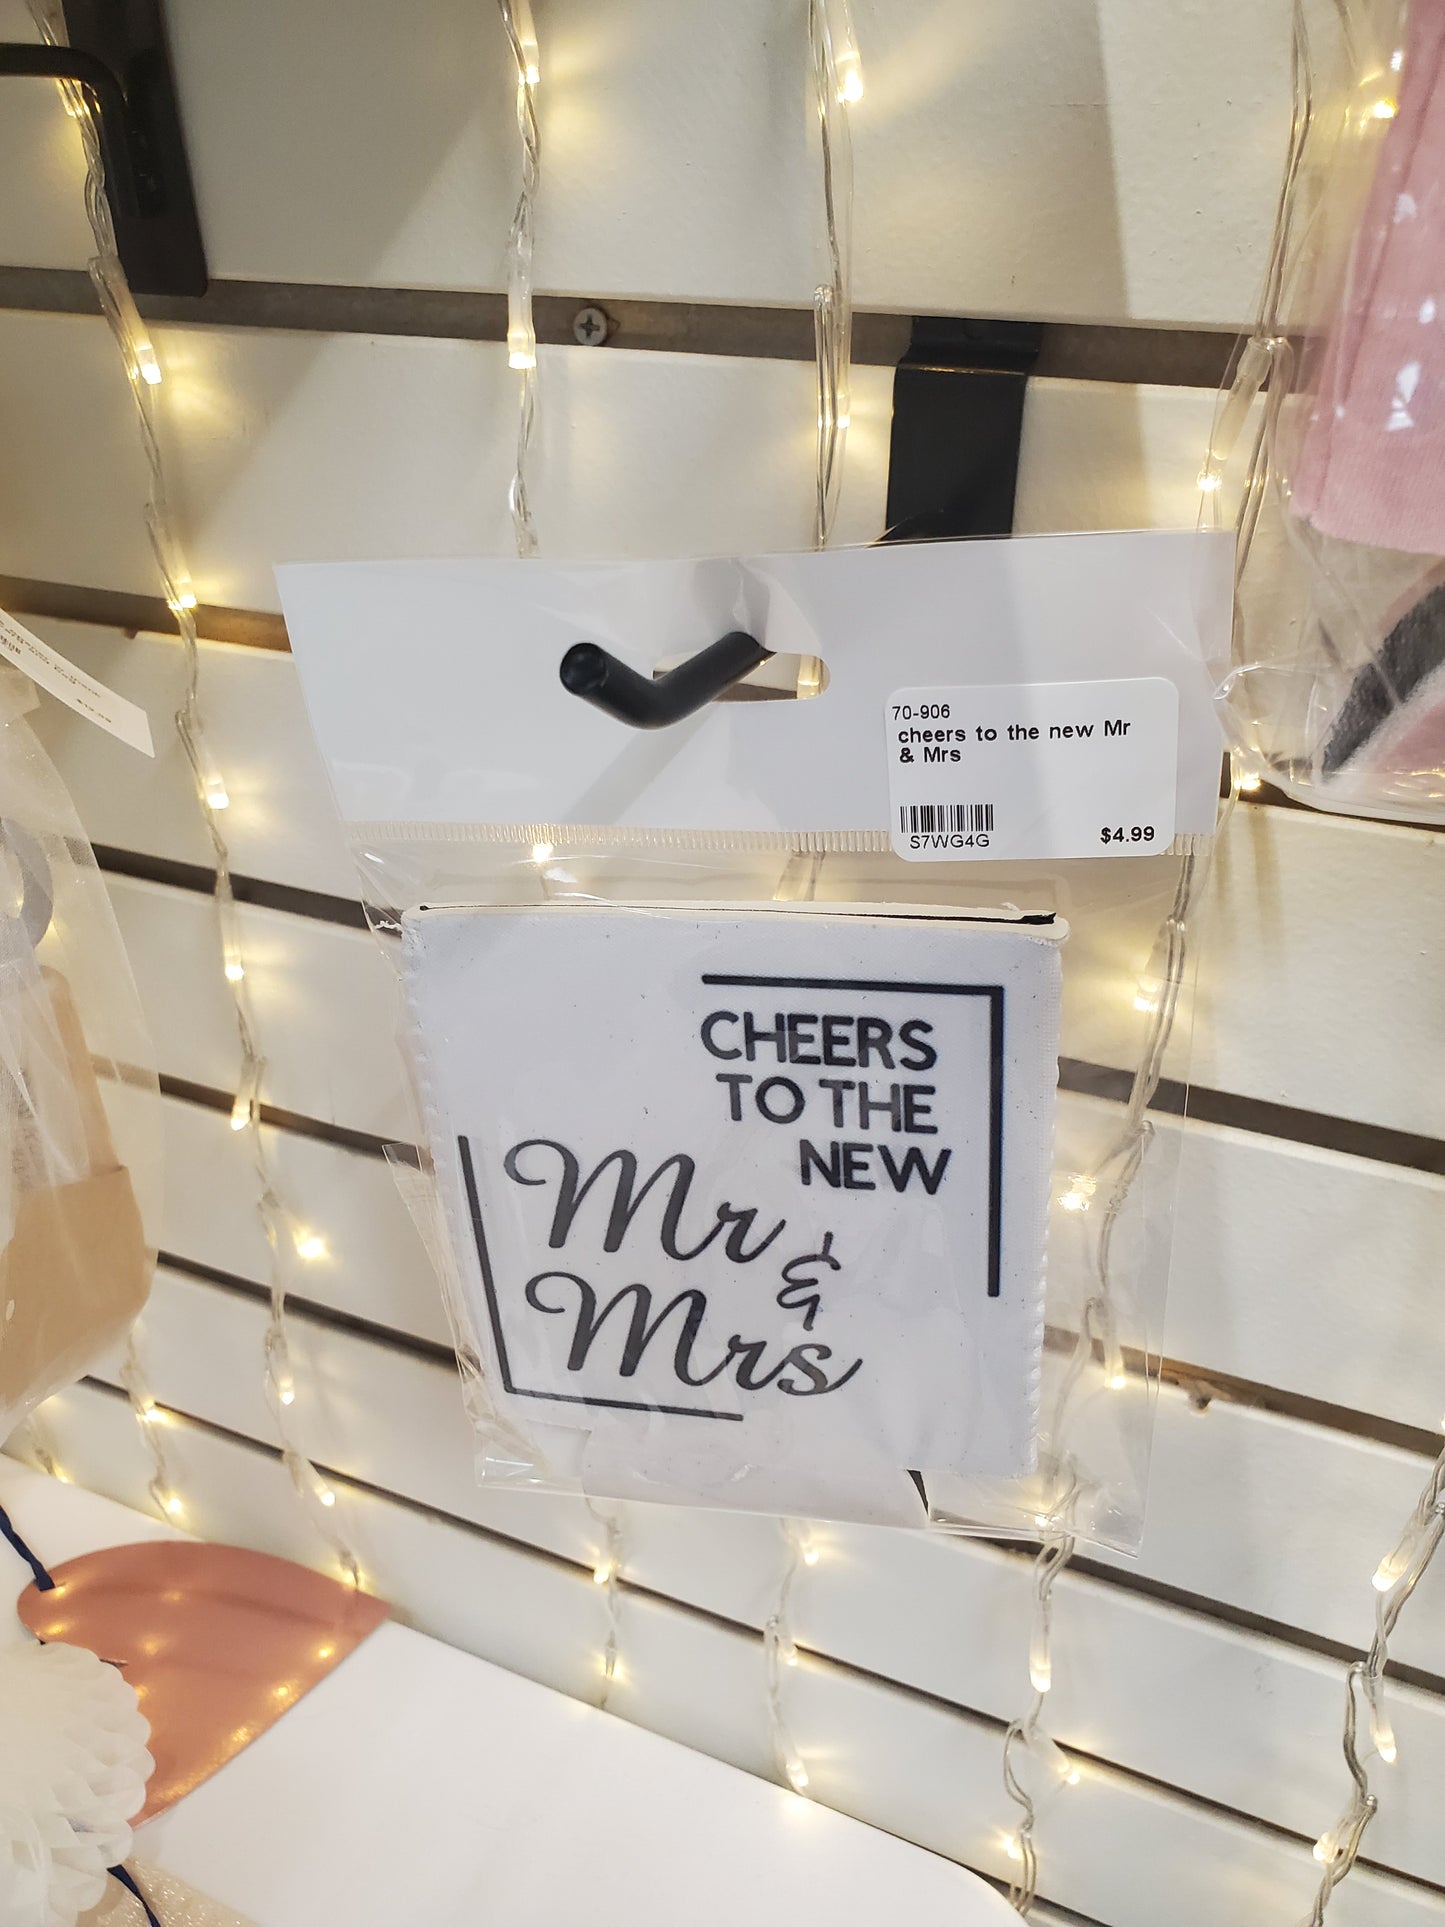 70-906
cheers to the new Mr
& Mrs
S7WG4G
$4.99
CHEERS
TO THE
NEW
Mr
&
Mrs